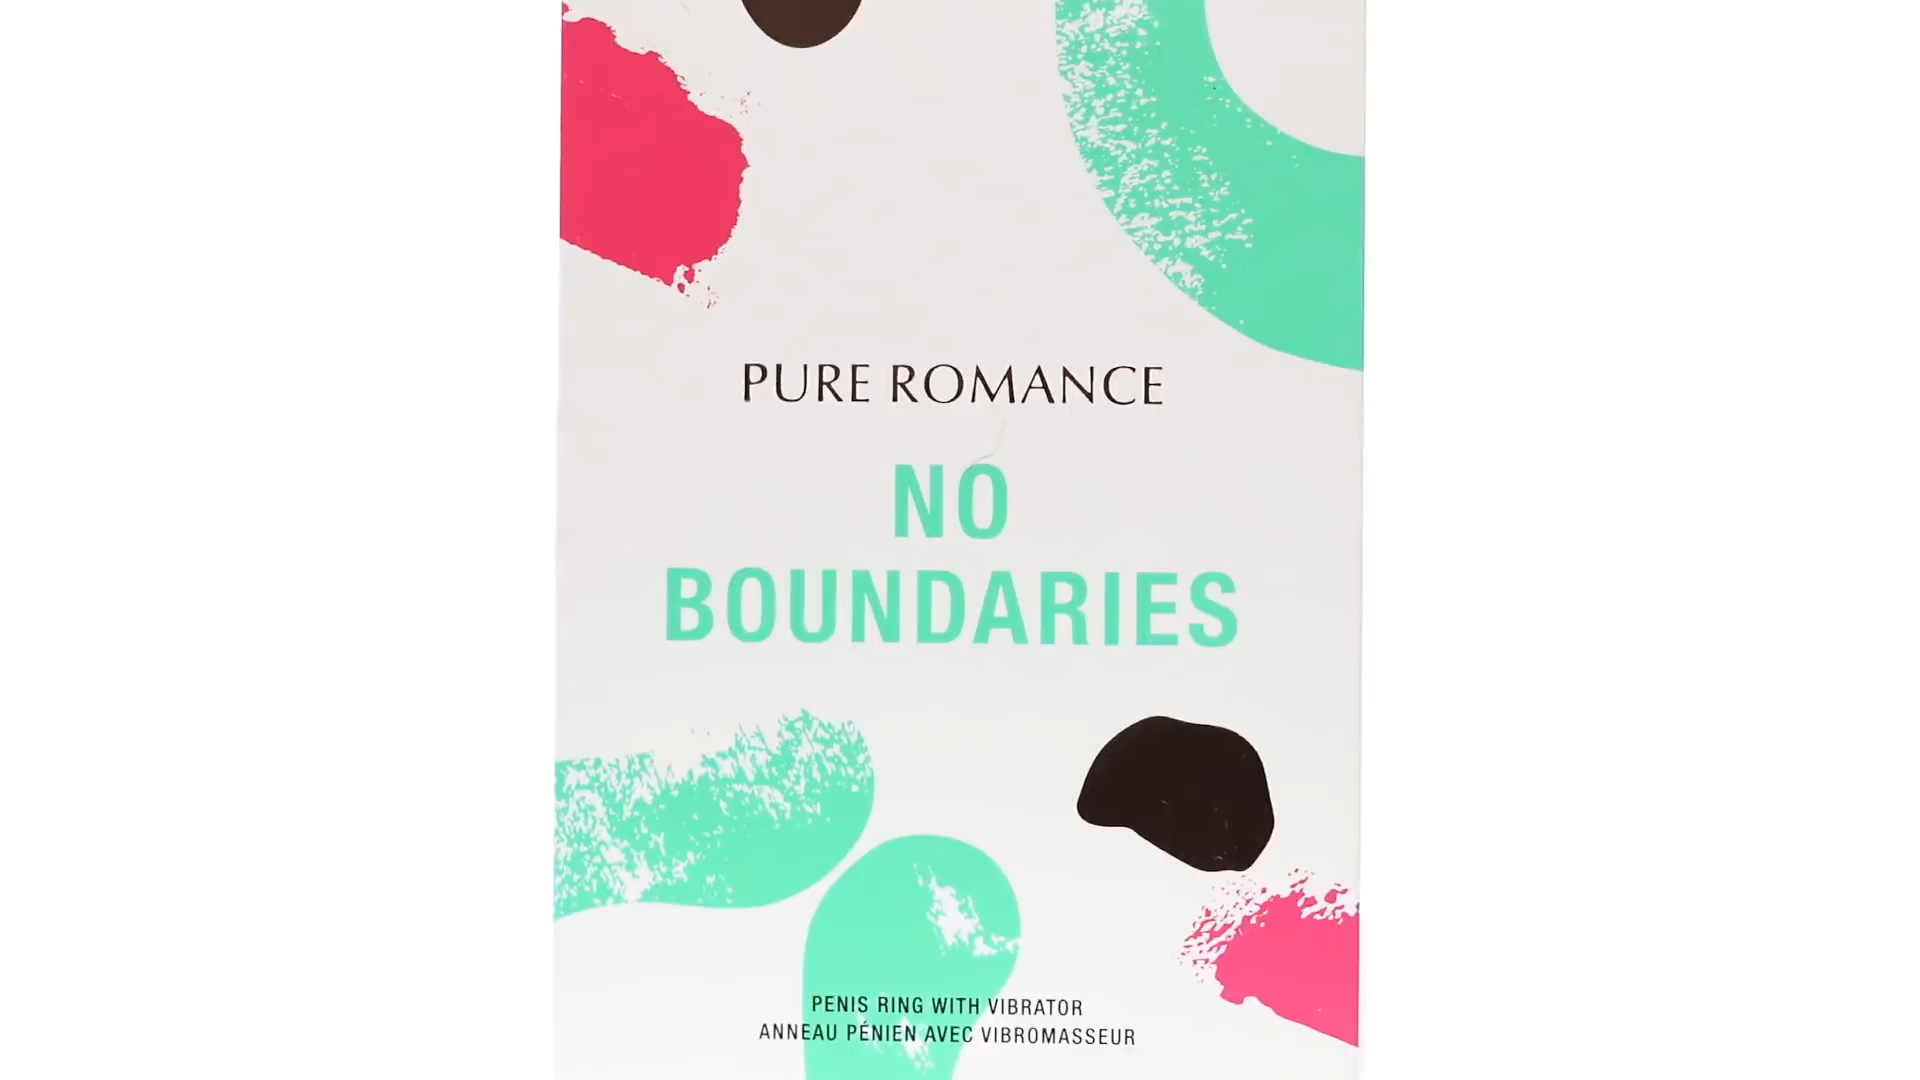 PURE ROMANCE
NO
BOUNDARIES
PENIS RING WITH VIBRATOR
ANNEAU PÉNIEN AVEC VIBROMASSEUR